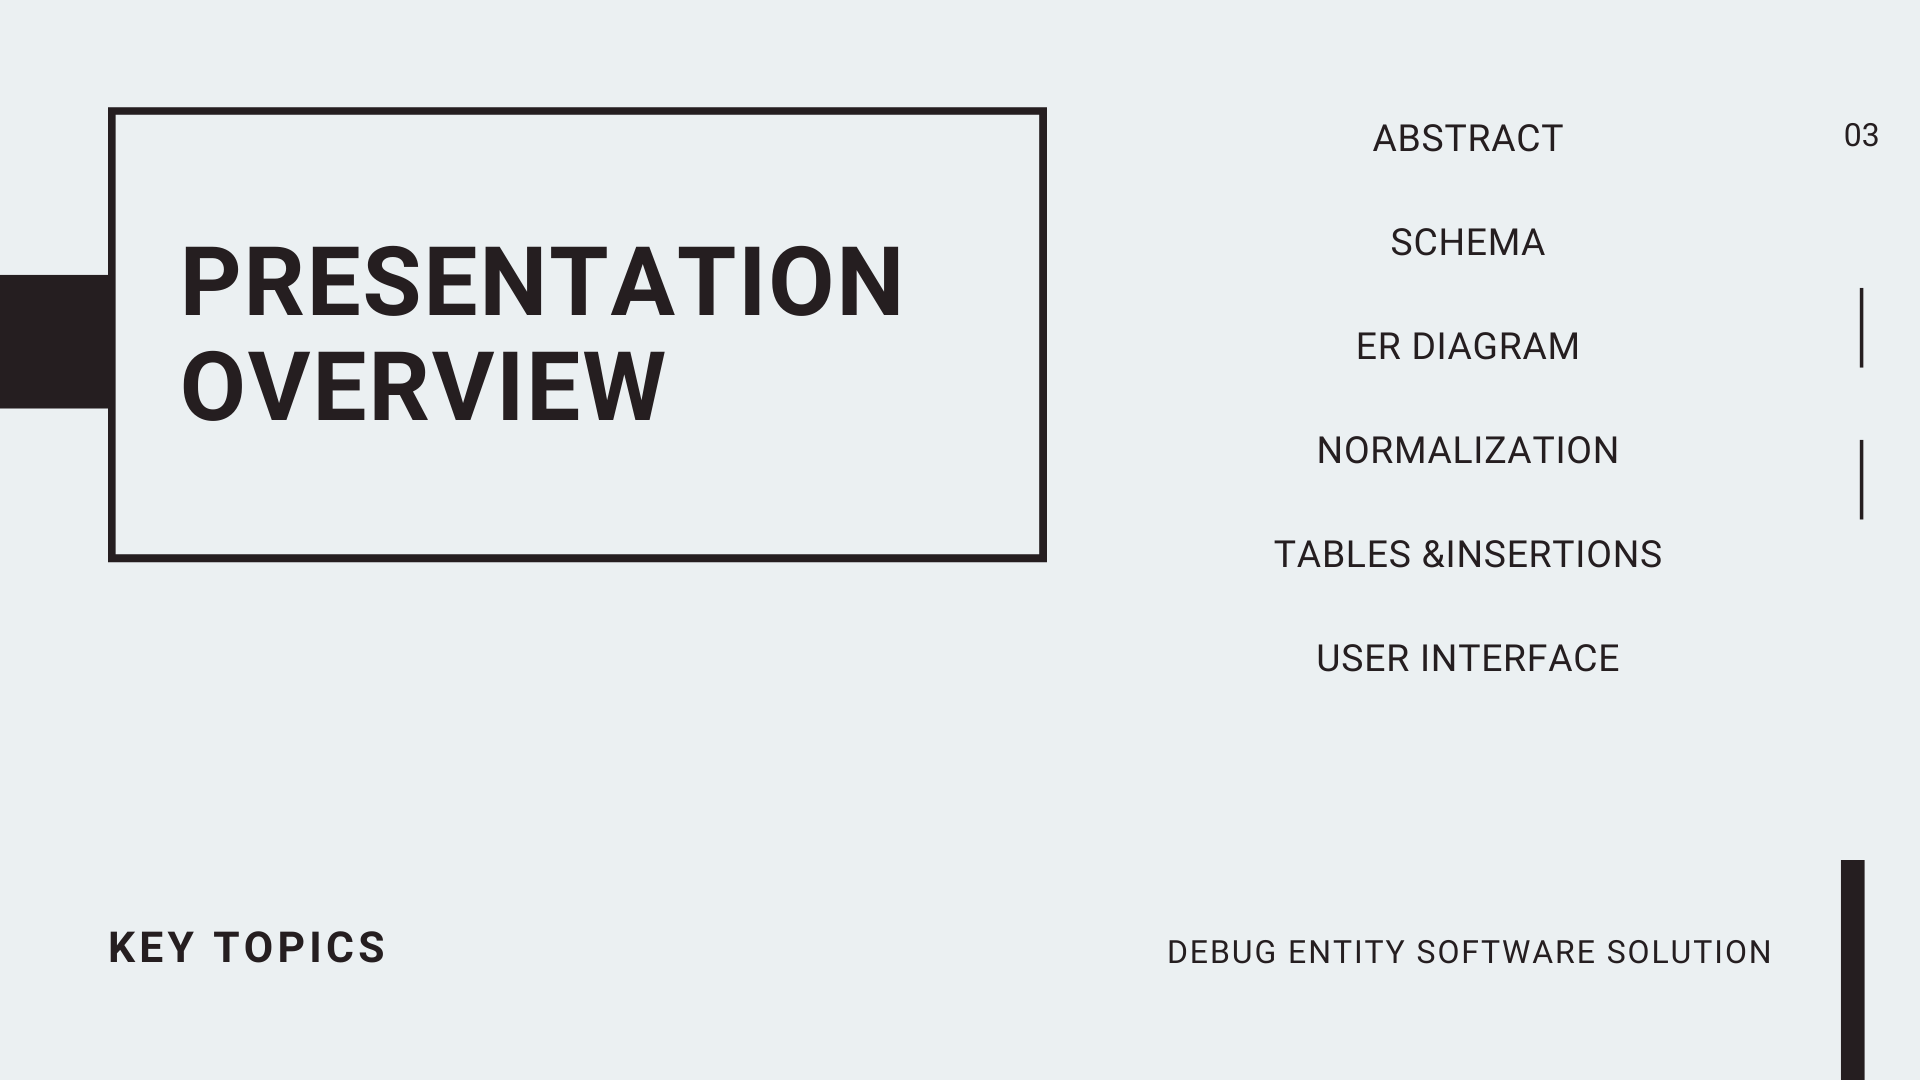 PRESENTATION
OVERVIEW
ABSTRACT
SCHEMA
ER DIAGRAM
NORMALIZATION
TABLES &INSERTIONS
USER INTERFACE
03
KEY TOPICS
DEBUG ENTITY SOFTWARE SOLUTION